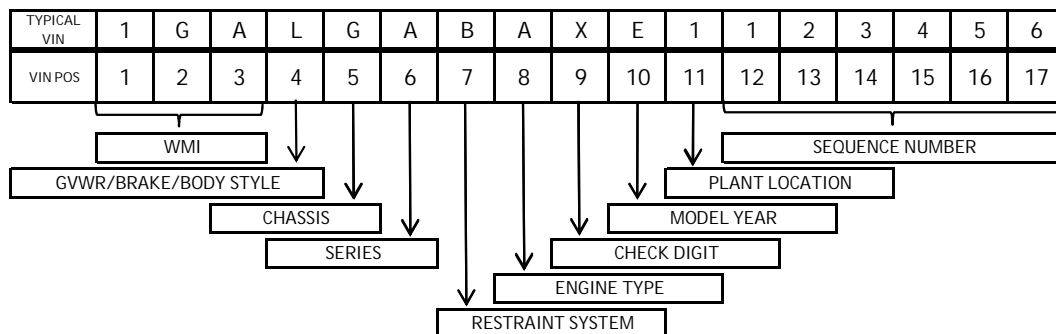 TYPICAL VIN 1 G A L G A B A X E 1 1 2 3 4 5 6
VIN POS 1 2 3 4 5 6 7 8 9 10 11 12 13 14 15 16 17
WMI SEQUENCE NUMBER
GVWR/BRAKE/BODY STYLE PLANT LOCATION
CHASSIS MODEL YEAR
SERIES CHECK DIGIT
ENGINE TYPE
RESTRAINT SYSTEM